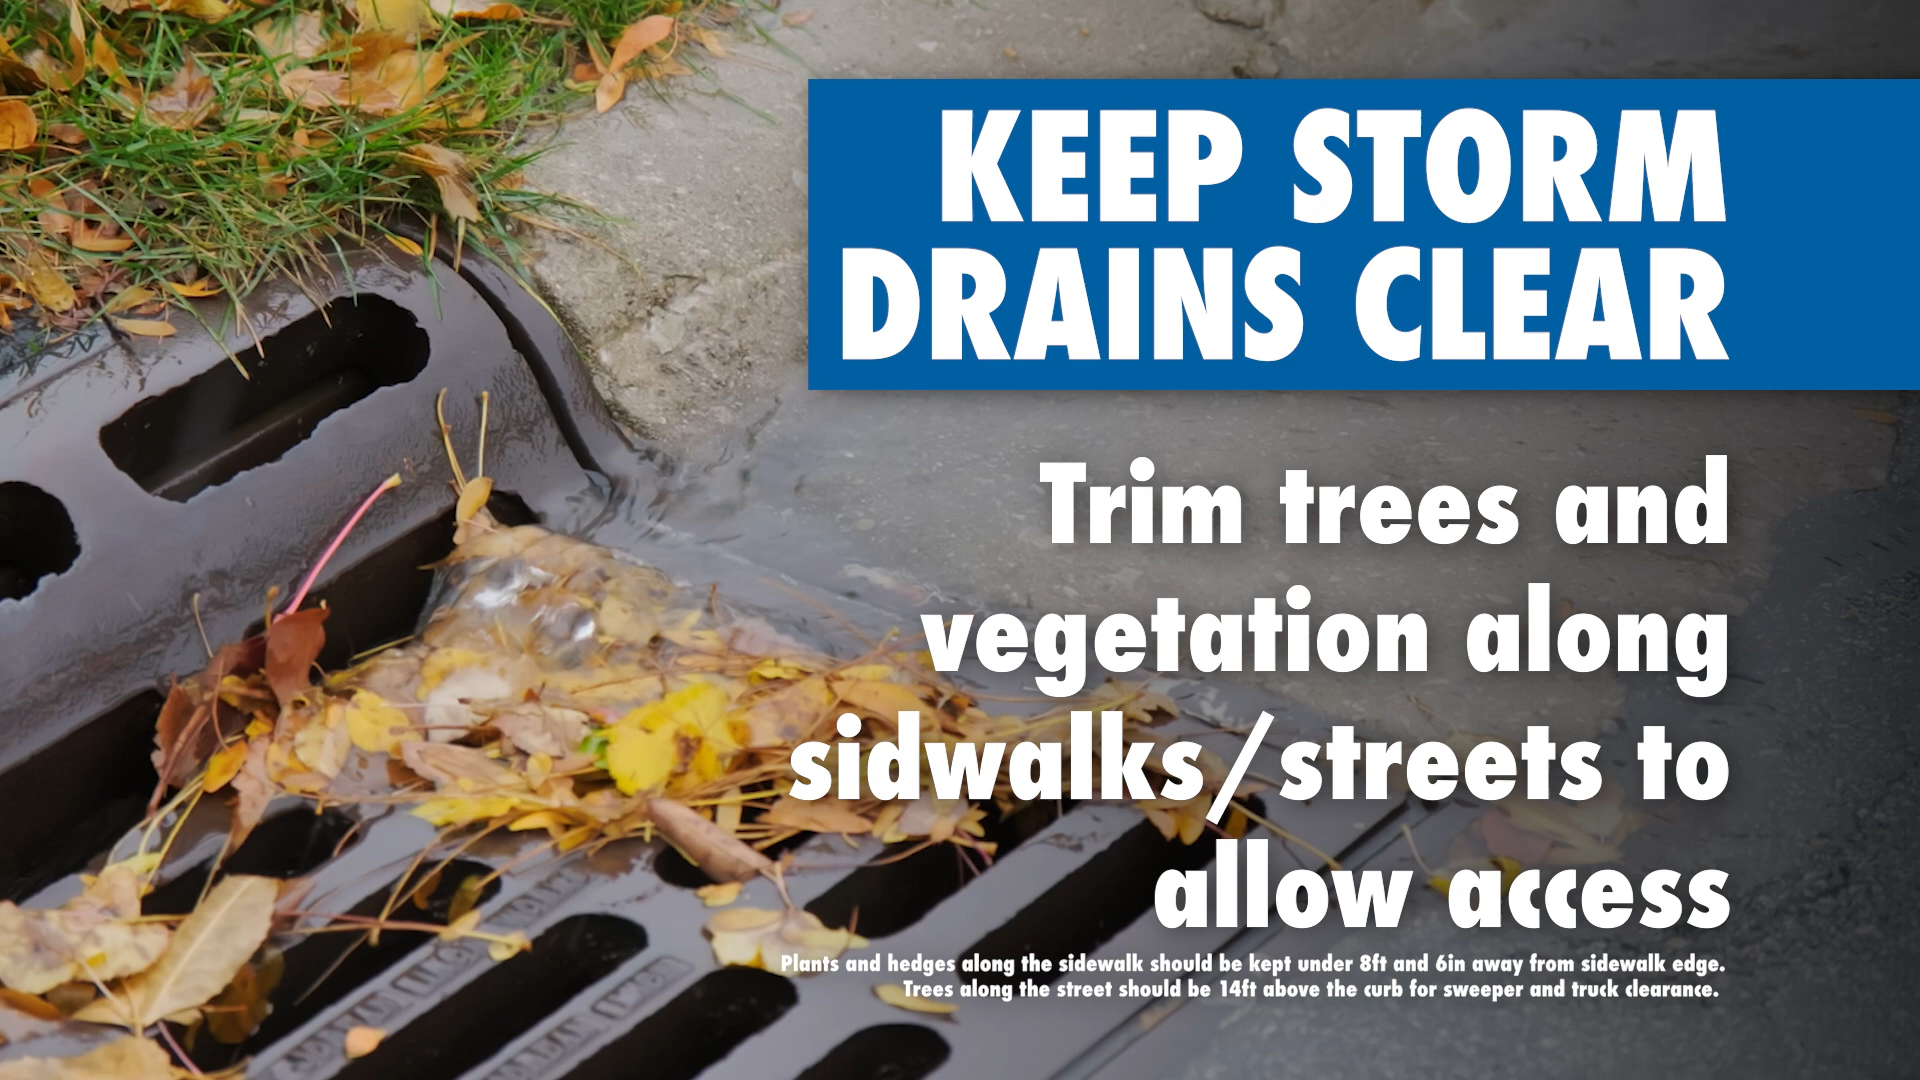 KEEP STORM
DRAINS CLEAR
Trim trees and
vegetation along
sidwalks/streets to
allow access
Plants and hedges along the sidewalk should be kept under 8ft and 6in away from sidewalk edge.
Trees along the street should be 14ft above the curb for sweeper and truck clearance.